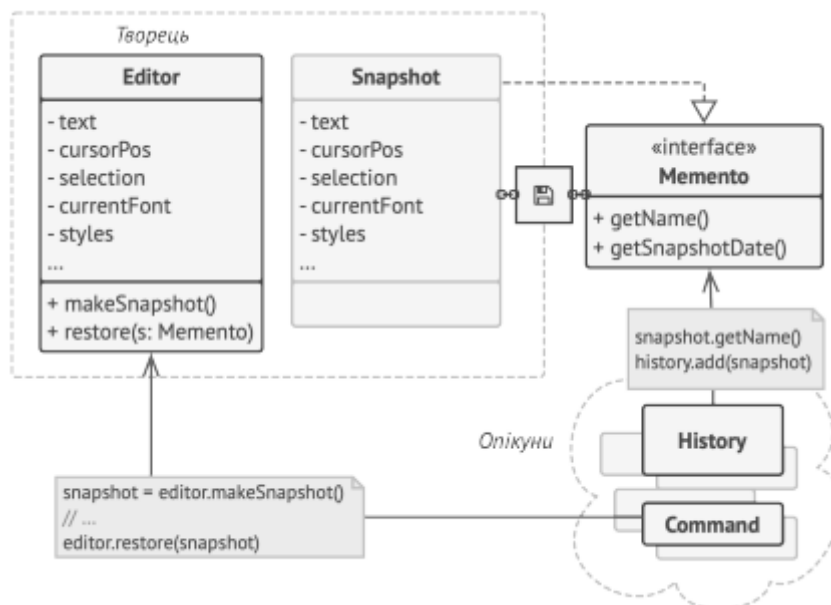 Творець
Editor
- text
- cursorPos
- selection
- currentFont
- styles
...
+ makeSnapshot()
+ restore(s: Memento)
Snapshot
- text
- cursorPos
- selection
- currentFont
- styles
...
«interface»
Memento
+ getName()
+ getSnapshotDate()
snapshot.getName()
history.add(snapshot)
Опікуни
History
Command
snapshot = editor.makeSnapshot()
// ...
editor.restore(snapshot)